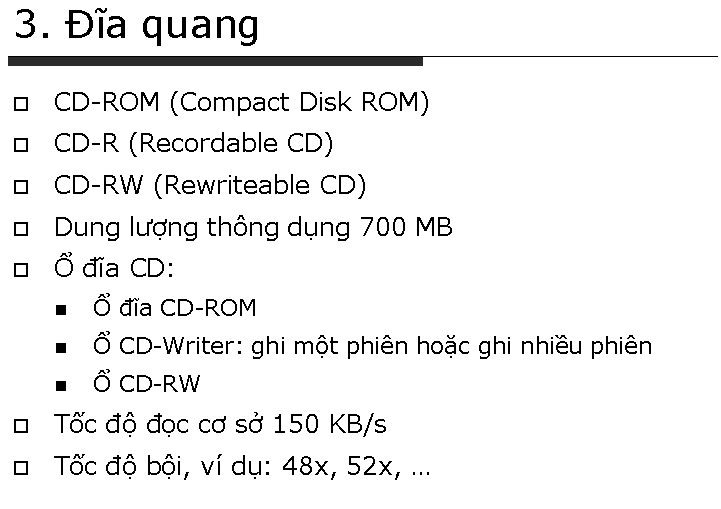 3. Đĩa quang
CD-ROM (Compact Disk ROM)
CD-R (Recordable CD)
CD-RW (Rewriteable CD)
Dung lượng thông dụng 700 MB
Ổ đĩa CD:
Ổ đĩa CD-ROM
Ổ CD-Writer: ghi một phiên hoặc ghi nhiều phiên
Ổ CD-RW
Tốc độ đọc cơ sở 150 KB/s
Tốc độ bội, ví dụ: 48x, 52x, …